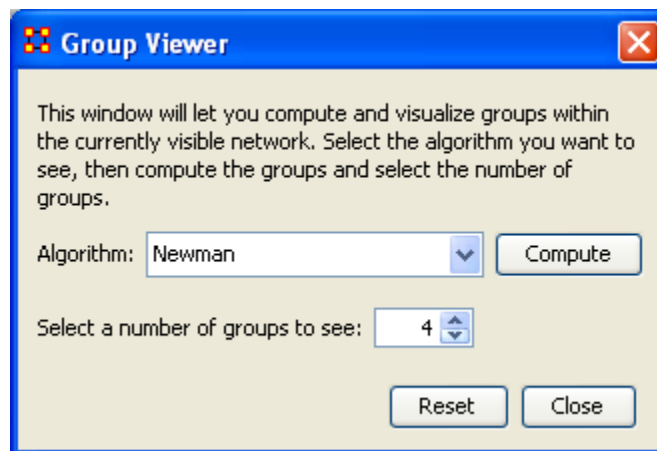 Group Viewer
This window will let you compute and visualize groups within
the currently visible network. Select the algorithm you want to
see, then compute the groups and select the number of
groups.
Algorithm: Newman Compute
Select a number of groups to see: 4
Reset Close